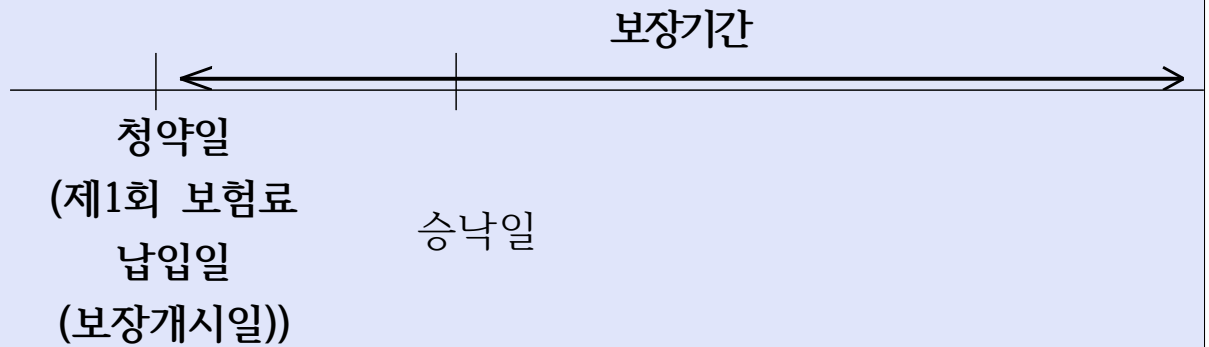 보장기간
청약일
(제1회 보험료
납입일
(보장개시일))
승낙일